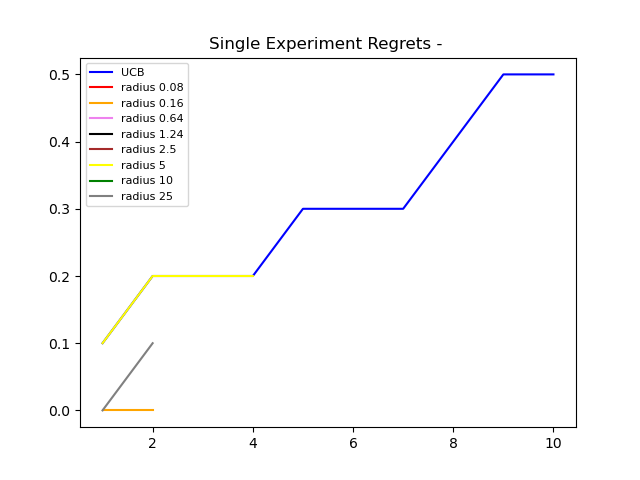 Single Experiment Regrets -
UCB
radius 0.08
radius 0.16
radius 0.64
radius 1.24
radius 2.5
radius 5
radius 10
radius 25
0.5
0.4
0.3
0.2
0.1
0.0
2 4 6 8 10